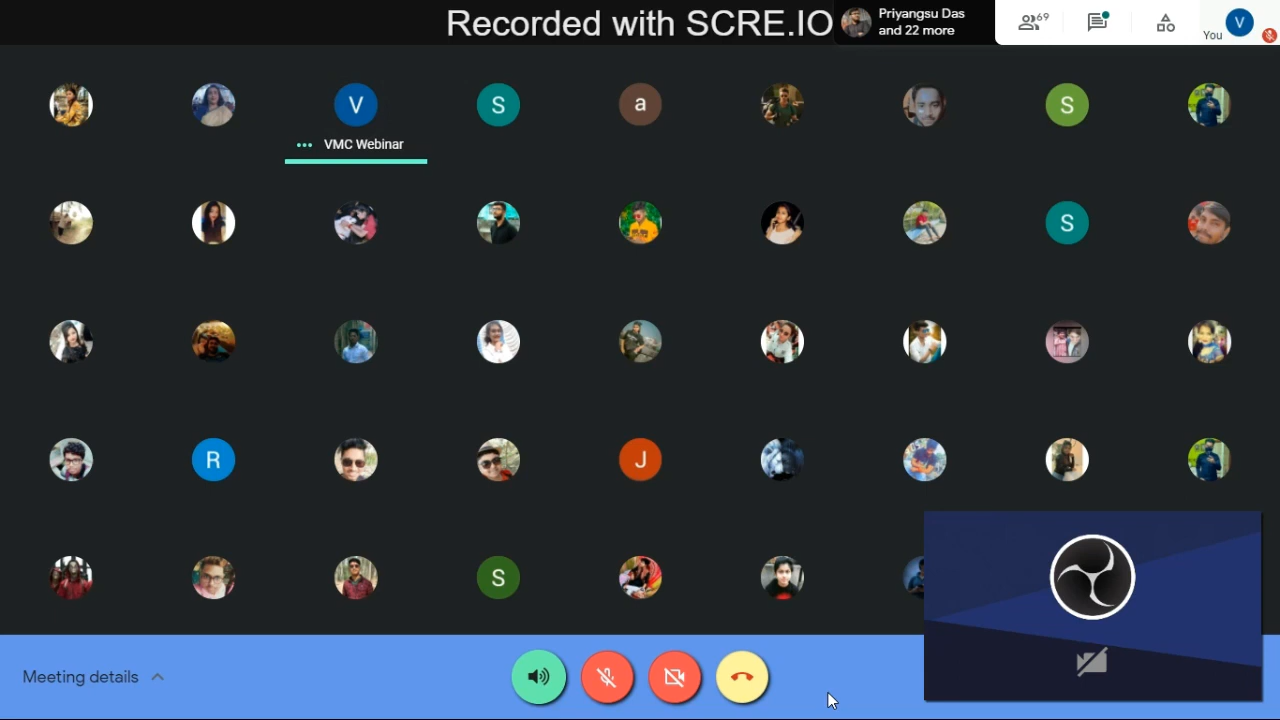 Recorded with SCRE.IO
Priyangsu Das
and 22 more
69
You
V
V
S
a
S
VMC Webinar
S
R
J
S
Meeting details